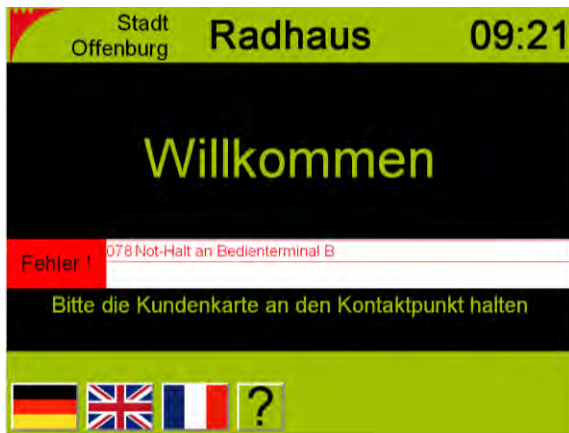 Stadt
Offenburg
Radhaus
09:21
Willkommen
Fehler !
078 Not-Halt an Bedienterminal B
Bitte die Kundenkarte an den Kontaktpunkt halten
?